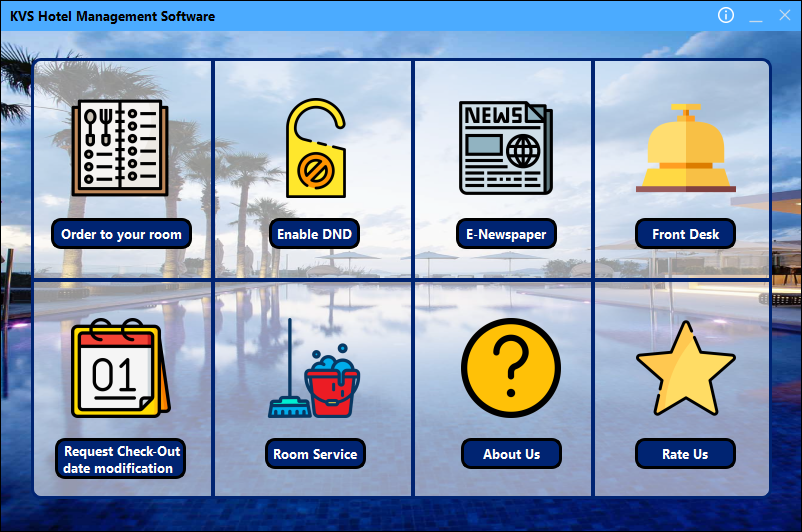 KVS Hotel Management Software
NEWS
Order to your room
Enable DND
E-Newspaper
Front Desk
01
Request Check-Out
date modification
Room Service
About Us
Rate Us